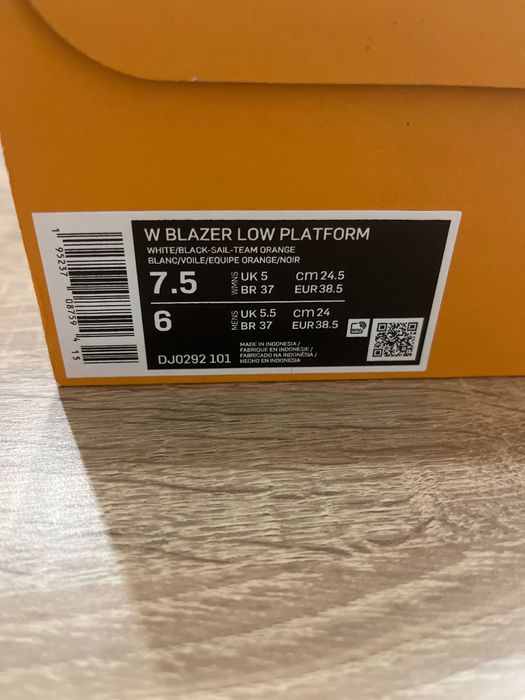 W BLAZER LOW PLATFORM
WHITE/BLACK-SAIL-TEAM ORANGE
BLANC/VOILE/EQUIPE ORANGE/NOIR
7.5 WMNS UK 5 cm 24.5
BR 37 EUR 38.5
6 MENS UK 5.5 cm 24
BR 37 EUR 38.5
DJ0292 101
MADE IN INDONESIA /
FABRIQUE EN INDONESIE /
FABRICADO NA INDONÉSIA /
HECHO EN INDONESIA
1 95237 08759 4 15